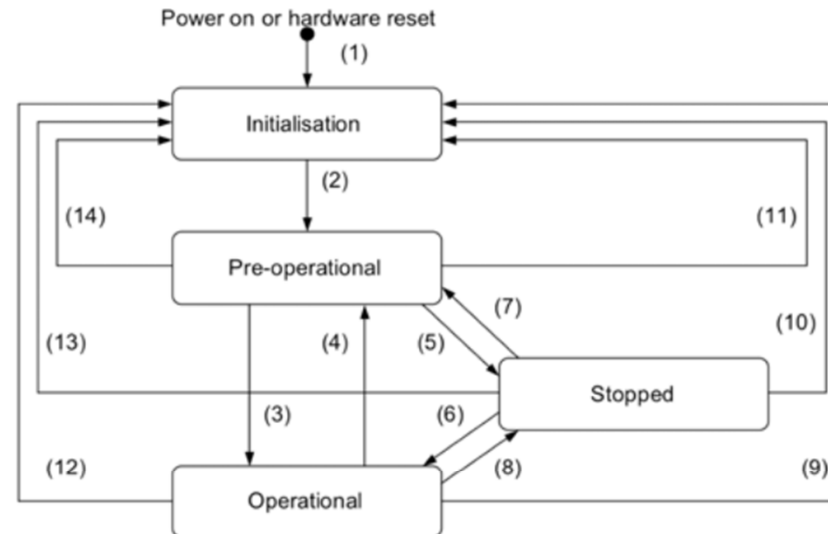 Power on or hardware reset
(1)
Initialisation
(2)
(14)
(11)
Pre-operational
(7)
(10)
(13)
(4)
(5)
Stopped
(3)
(6)
(12)
(8)
(9)
Operational